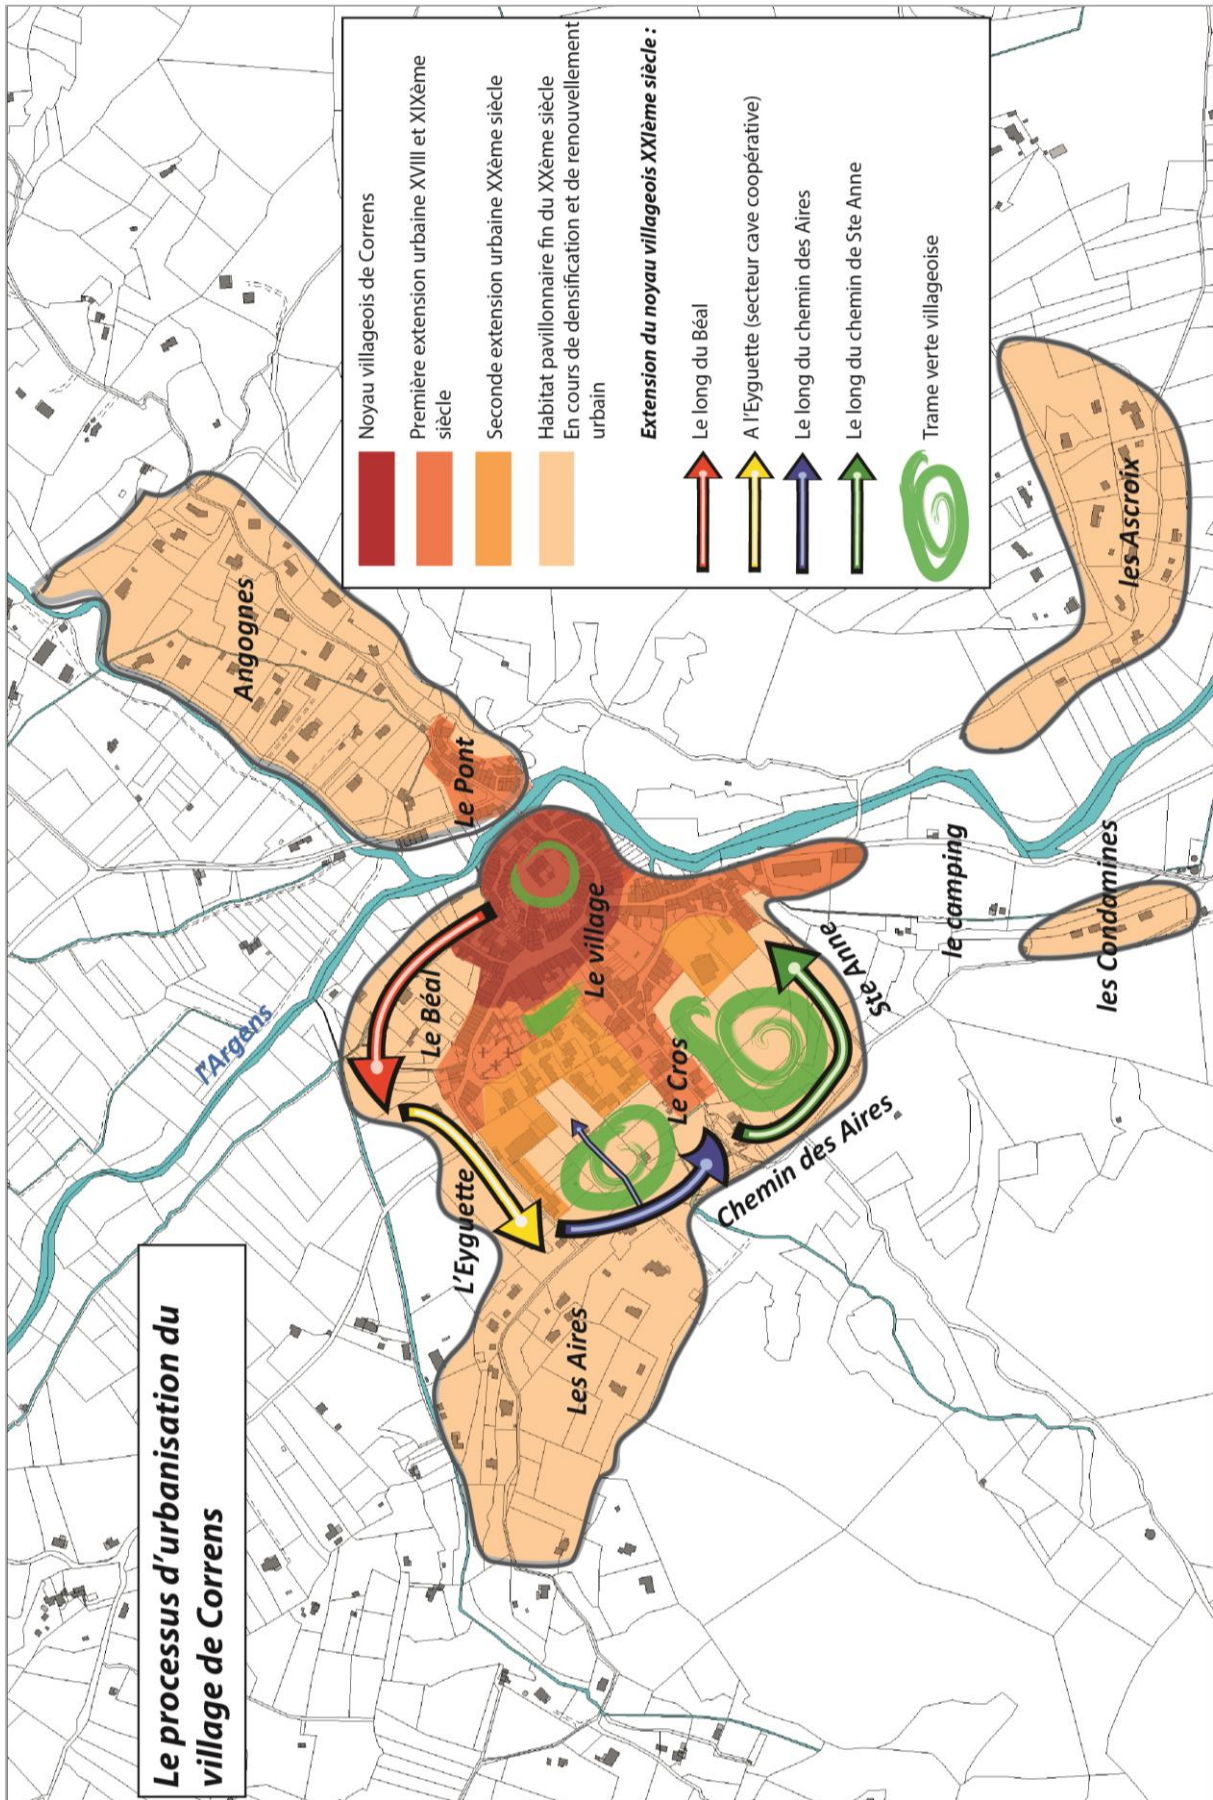 Le processus d'urbanisation du
village de Correns
Noyau villageois de Correns
Première extension urbaine XVIII et XIXème
siècle
Seconde extension urbaine XXème siècle
Habitat pavillonnaire fin du XXème siècle
En cours de densification et de renouvellement
urbain
Extension du noyau villageois XXIème siècle :
Le long du Béal
A l'Eyguette (secteur cave coopérative)
Le long du chemin des Aires
Le long du chemin de Ste Anne
Trame verte villageoise
l'Argens
Angognes
Le Pont
Le Béal
Le village
L'Eyguette
Les Aires
Le Cros
Ste Anne
Chemin des Aires
le camping
les Condamines
les Ascroix